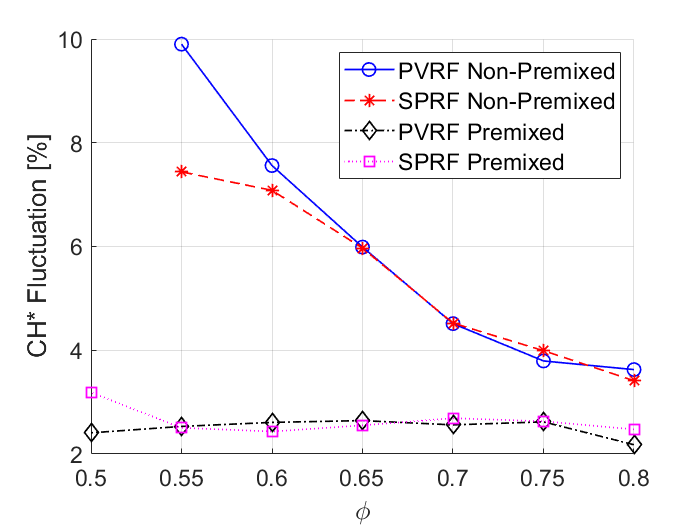 10
8
6
4
2
CH* Fluctuation [%]
PVRF Non-Premixed
SPRF Non-Premixed
PVRF Premixed
SPRF Premixed
0.5 0.55 0.6 0.65 0.7 0.75 0.8
ϕ